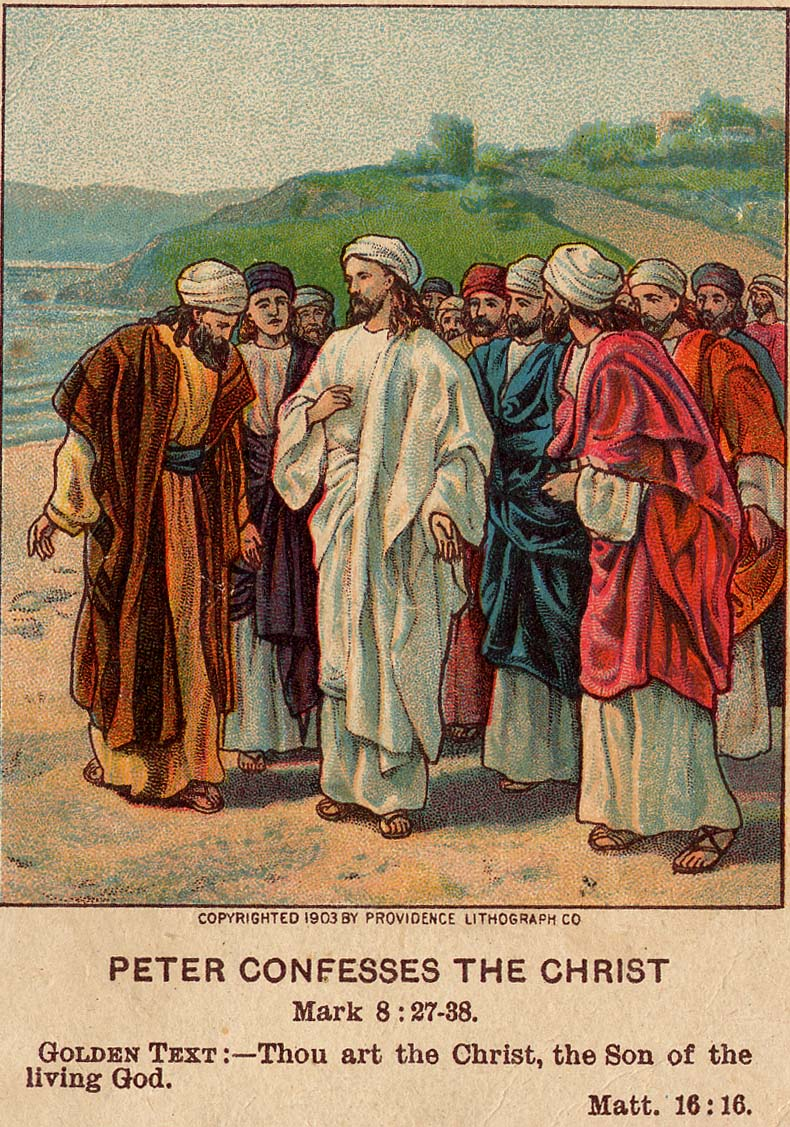 COPYRIGHTED 1903 BY PROVIDENCE LITHOGRAPH CO
PETER CONFESSES THE CHRIST
Mark 8:27-38.
GOLDEN TEXT:—Thou art the Christ, the Son of the
living God.
Matt. 16:16.